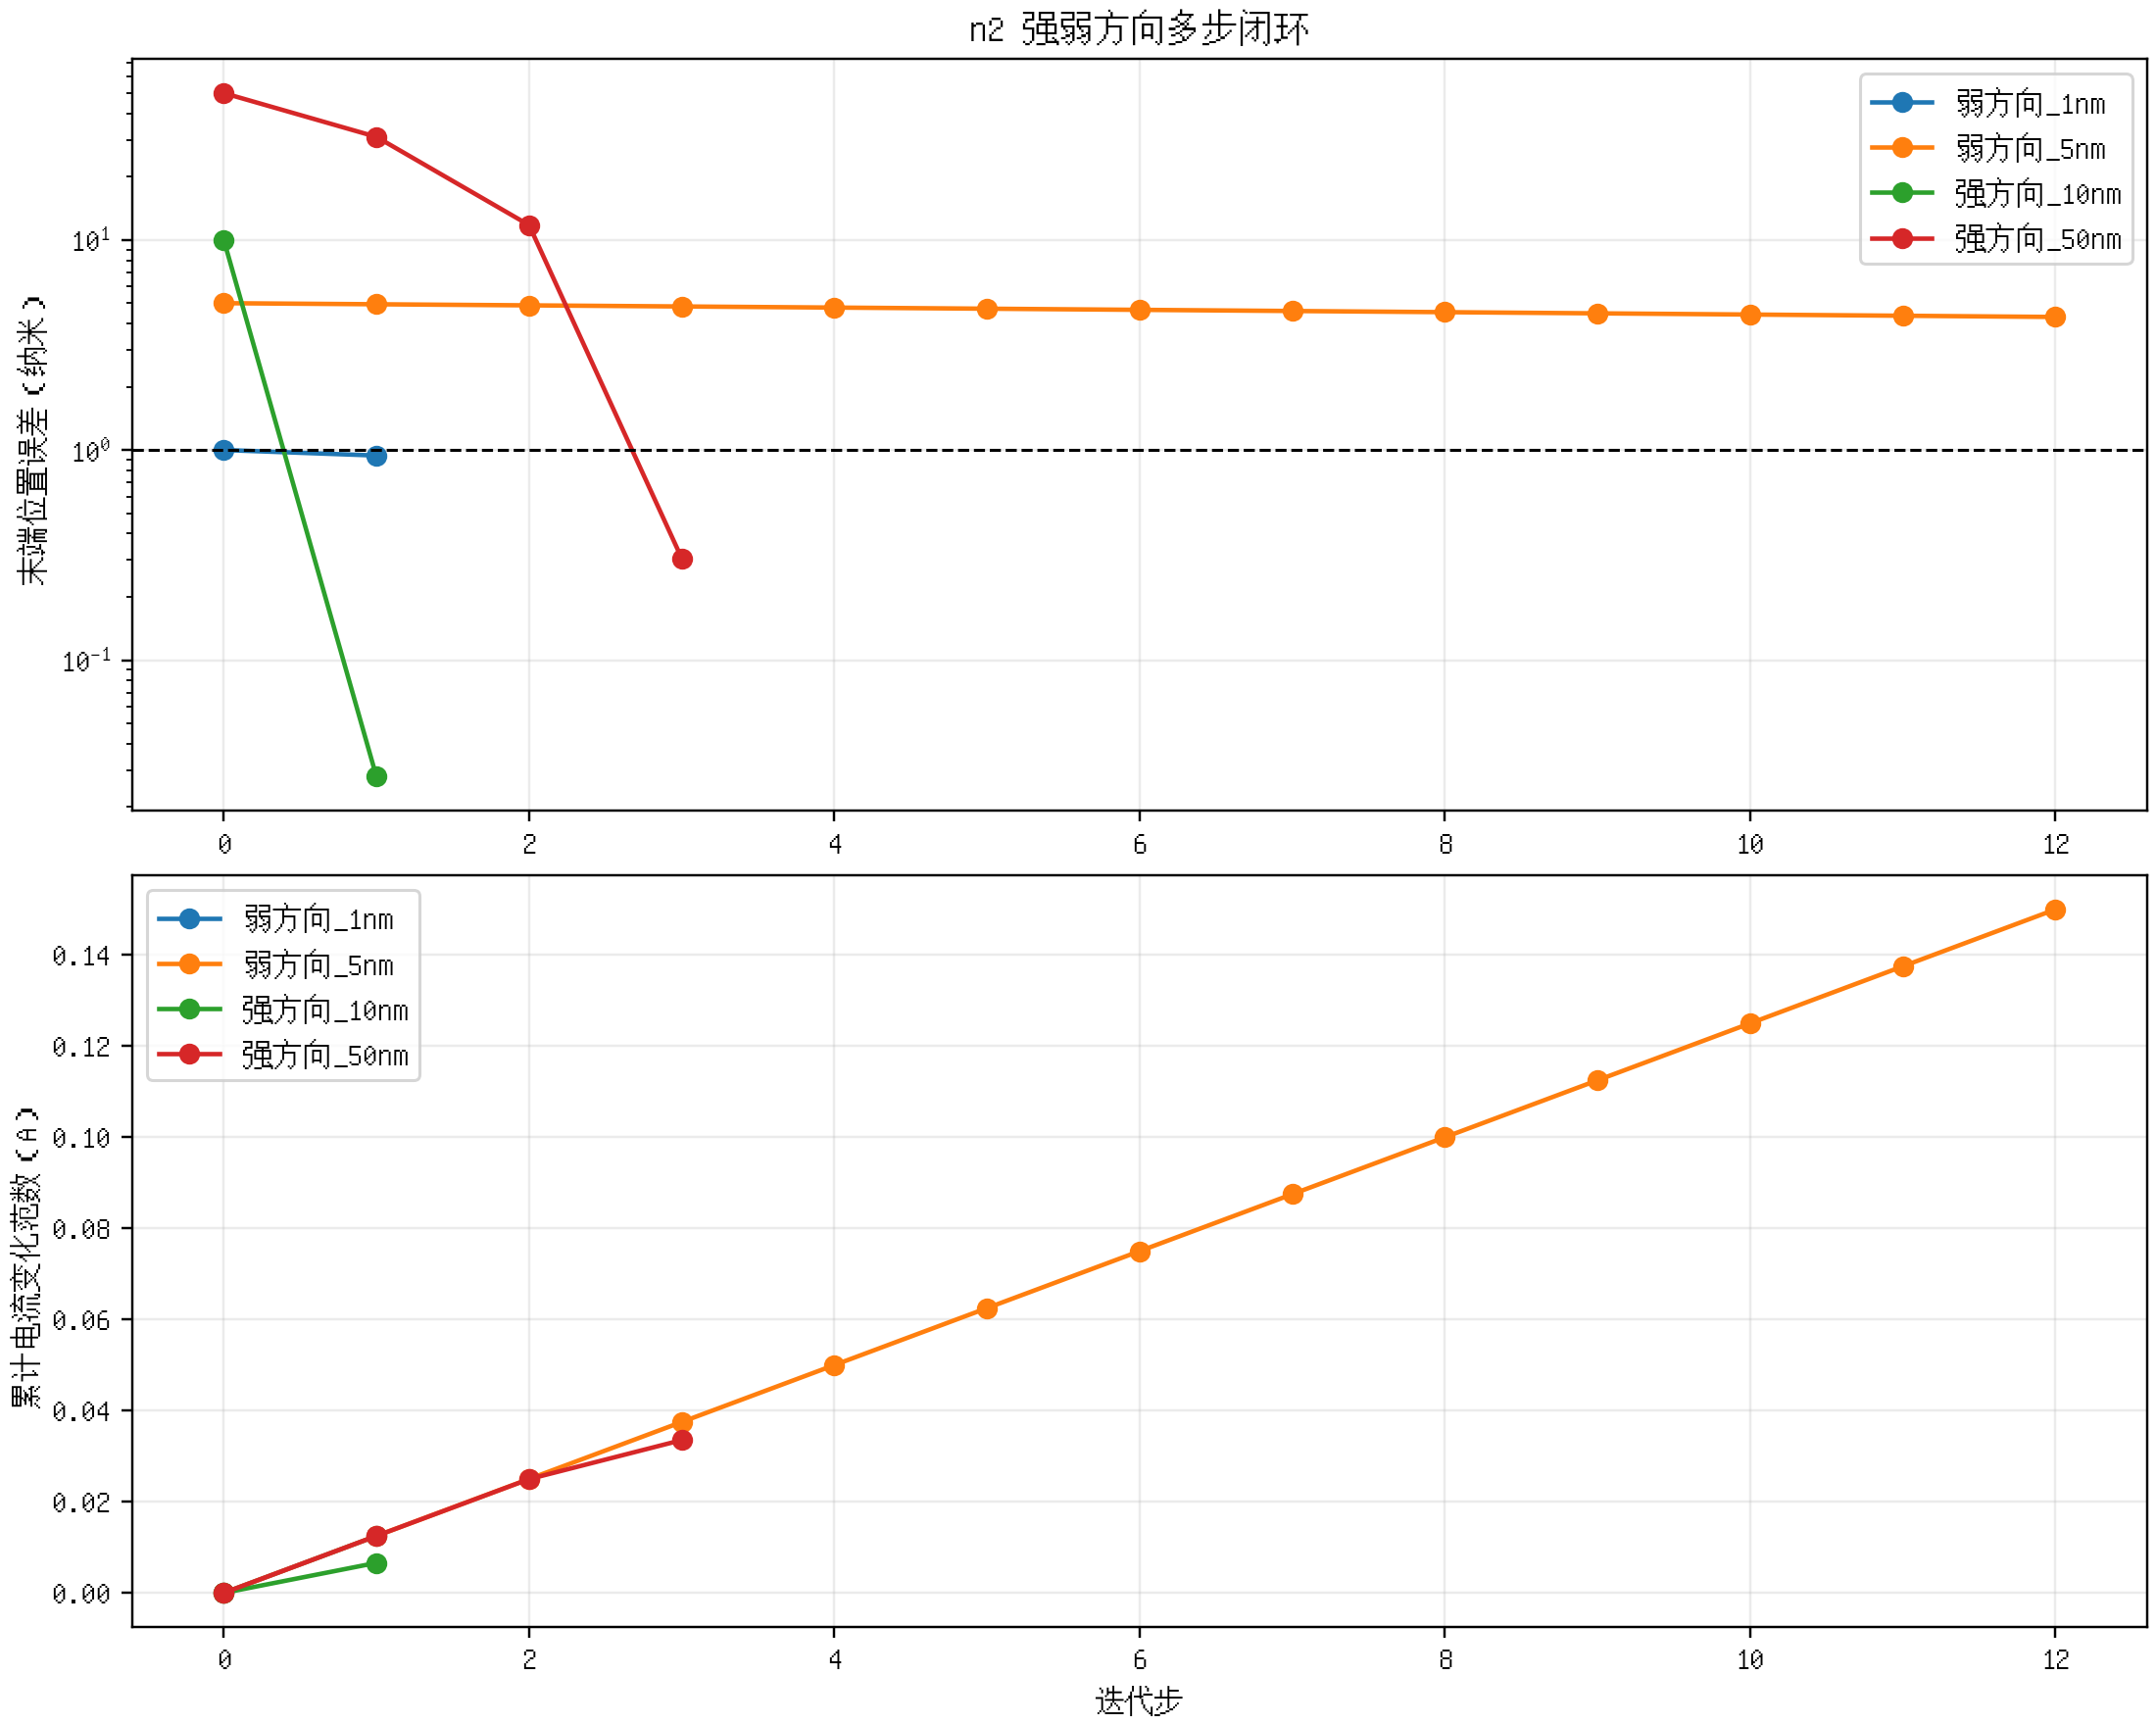 n2 强弱方向多步闭环
末端位置误差(纳米)
10¹
10⁰
10⁻¹
弱方向_1nm
弱方向_5nm
强方向_10nm
强方向_50nm
0 2 4 6 8 10 12
累计电流变化范数(A)
0.14
0.12
0.10
0.08
0.06
0.04
0.02
0.00
弱方向_1nm
弱方向_5nm
强方向_10nm
强方向_50nm
0 2 4 6 8 10 12
迭代步